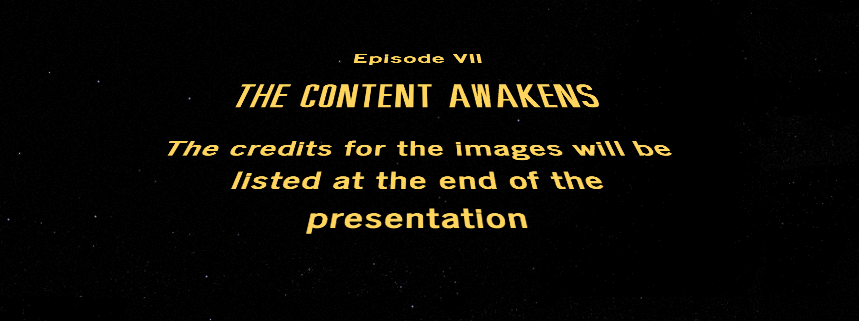 Episode VII
THE CONTENT AWAKENS
The credits for the images will be
listed at the end of the
presentation